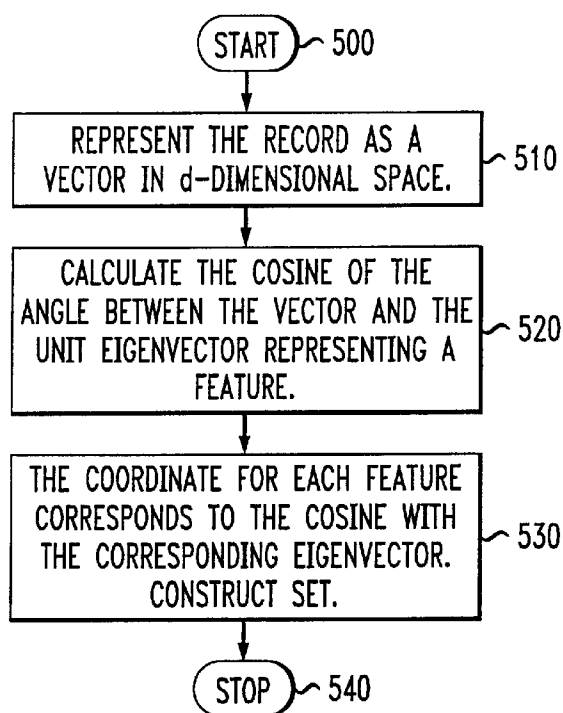 START 500
REPRESENT THE RECORD AS A
VECTOR IN d-DIMENSIONAL SPACE.
510
CALCULATE THE COSINE OF THE
ANGLE BETWEEN THE VECTOR AND THE
UNIT EIGENVECTOR REPRESENTING A
FEATURE.
520
THE COORDINATE FOR EACH FEATURE
CORRESPONDS TO THE COSINE WITH
THE CORRESPONDING EIGENVECTOR.
CONSTRUCT SET.
530
STOP 540